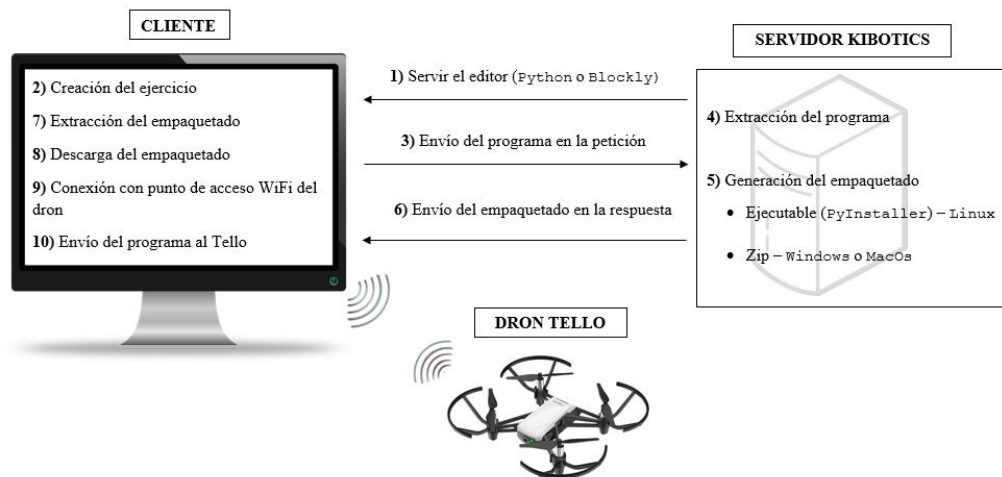 CLIENTE
2) Creación del ejercicio
7) Extracción del empaquetado
8) Descarga del empaquetado
9) Conexión con punto de acceso WiFi del
dron
10) Envío del programa al Tello
1) Servir el editor (Python o Blockly)
3) Envío del programa en la petición
6) Envío del empaquetado en la respuesta
SERVIDOR KIBOTICS
4) Extracción del programa
5) Generación del empaquetado
• Ejecutable (PyInstaller) – Linux
• Zip – Windows o MacOs
DRON TELLO